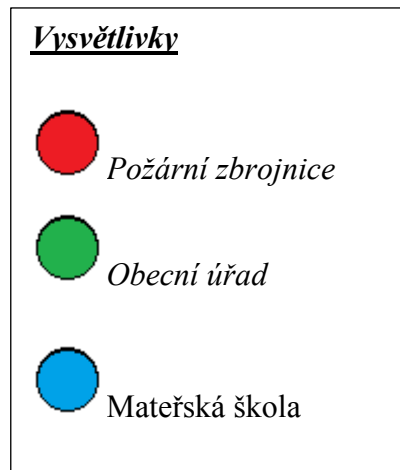 Vysvětlivky
Požární zbrojnice
Obecní úřad
Mateřská škola